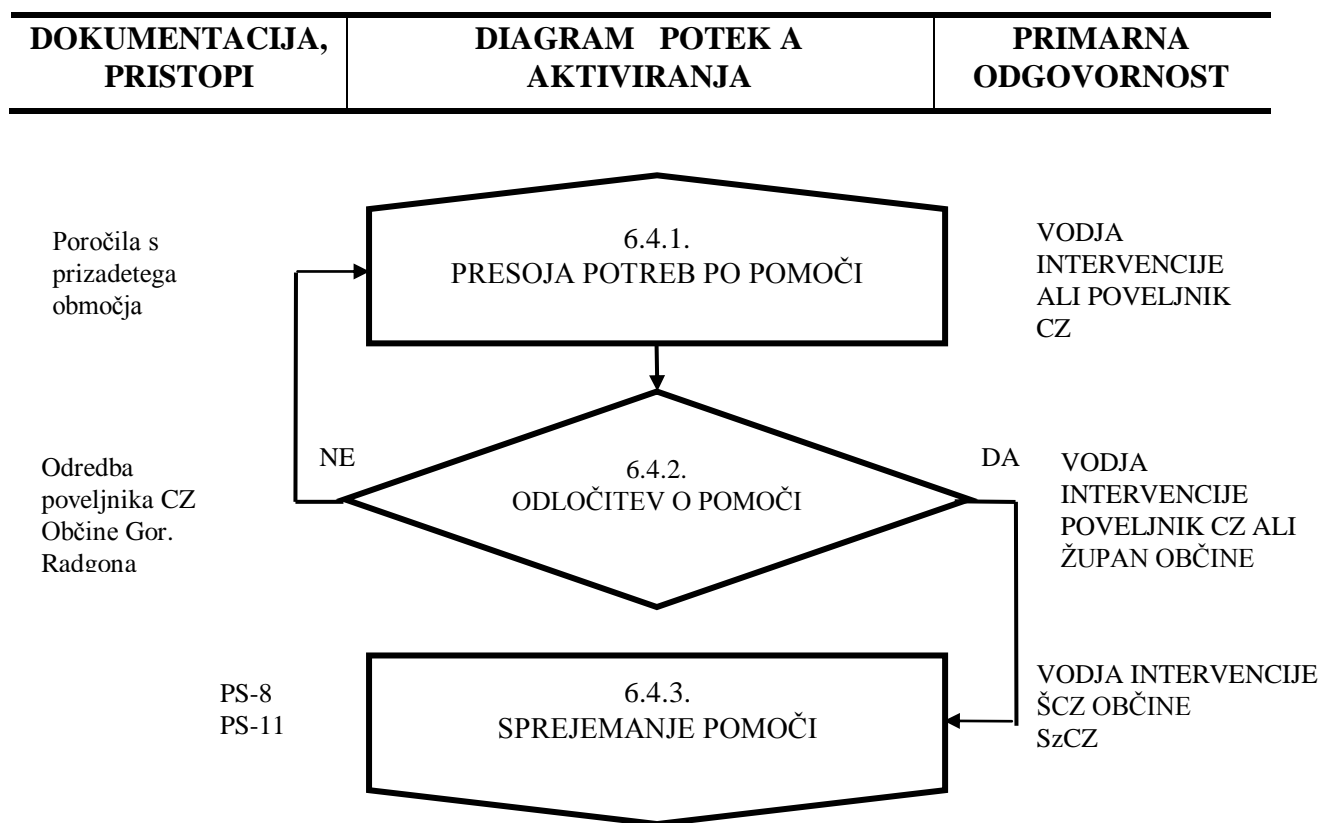 DOKUMENTACIJA,
PRISTOPI
DIAGRAM POTEK A
AKTIVIRANJA
PRIMARNA
ODGOVORNOST
Poročila s
prizadetega
območja
6.4.1.
PRESOJA POTREB PO POMOČI
VODJA
INTERVENCIJE
ALI POVELJNIK
CZ
Odredba
poveljnika CZ
Občine Gor.
Radgona
NE
6.4.2.
ODLOČITEV O POMOČI
DA
VODJA
INTERVENCIJE
POVELJNIK CZ ALI
ŽUPAN OBČINE
PS-8
PS-11
6.4.3.
SPREJEMANJE POMOČI
VODJA INTERVENCIJE
ŠCZ OBČINE
SzCZ